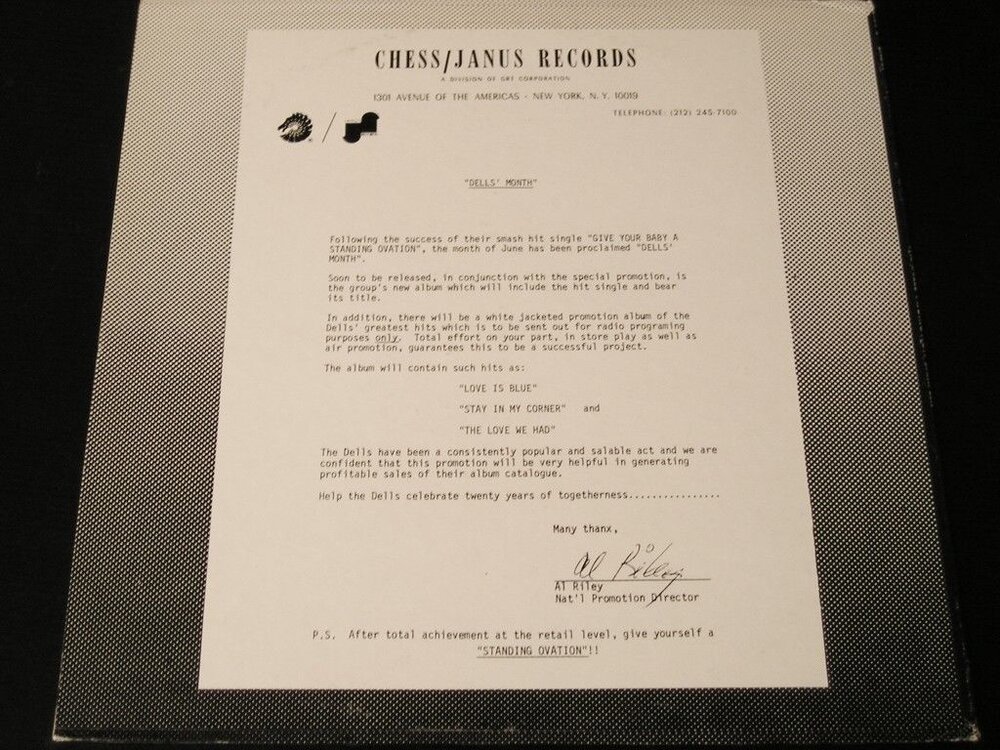 CHESS/JANUS RECORDS
A DIVISION OF GRT CORPORATION
1301 AVENUE OF THE AMERICAS - NEW YORK, N.Y. 10019
TELEPHONE: (212) 245-7100
"DELLS' MONTH"
Following the success of their smash hit single "GIVE YOUR BABY A
STANDING OVATION", the month of June has been proclaimed "DELLS'
MONTH".
Soon to be released, in conjunction with the special promotion, is
the group's new album which will include the hit single and bear
its title.
In addition, there will be a white jacketed promotion album of the
Dells' greatest hits which is to be sent out for radio programing
purposes only. Total effort on your part, in store play as well as
air promotion, guarantees this to be a successful project.
The album will contain such hits as:
"LOVE IS BLUE"
"STAY IN MY CORNER" and
"THE LOVE WE HAD"
The Dells have been a consistently popular and salable act and we are
confident that this promotion will be very helpful in generating
profitable sales of their album catalogue.
Help the Dells celebrate twenty years of togetherness................
Many thanx,
Al Riley
Al Riley
Nat'l Promotion Director
P.S. After total achievement at the retail level, give yourself a
"STANDING OVATION"!!